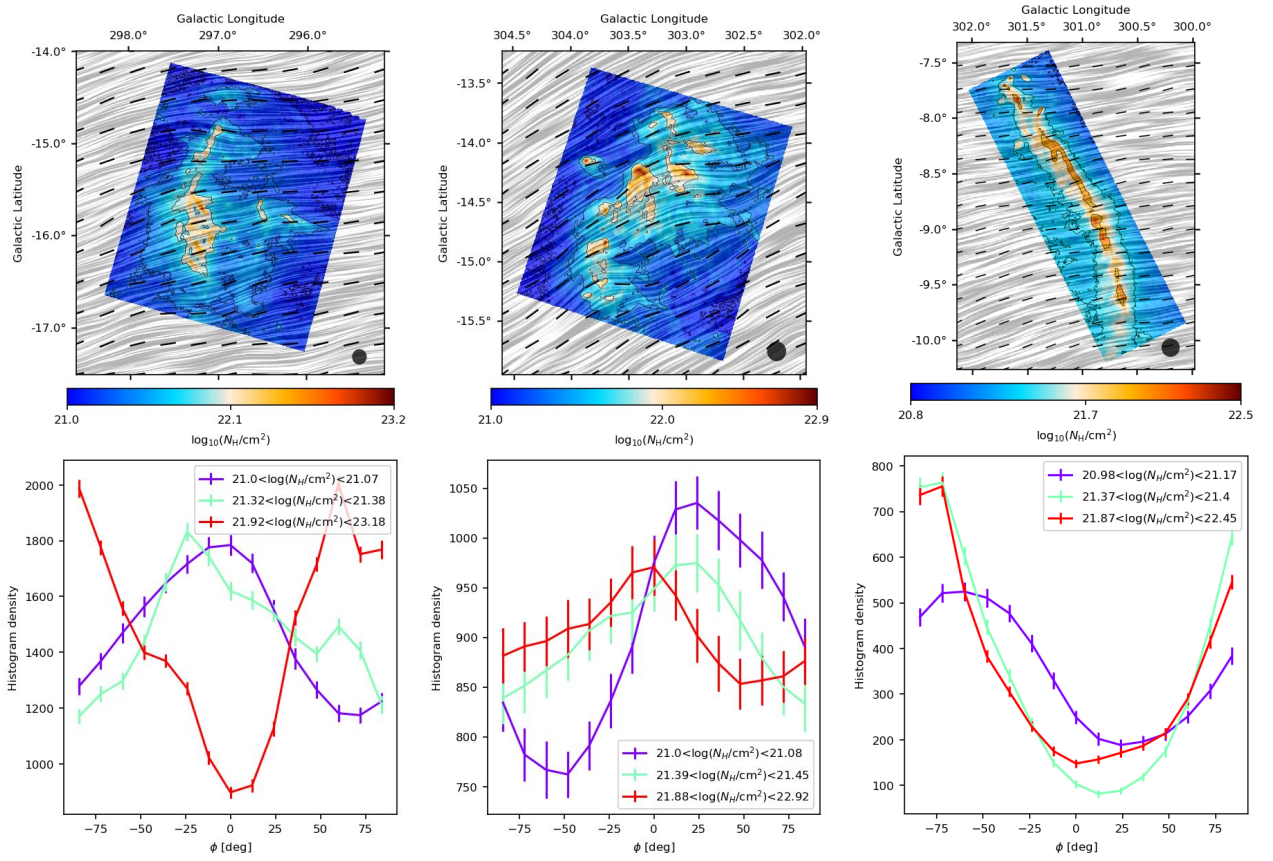 Galactic Longitude
298.0° 297.0° 296.0°
-14.0°
-15.0°
-16.0°
-17.0°
Galactic Latitude
21.0 22.1 23.2
log10(NH/cm2)
Galactic Longitude
304.5° 304.0° 303.5° 303.0° 302.5° 302.0°
-13.5°
-14.0°
-14.5°
-15.0°
-15.5°
Galactic Latitude
21.0 22.0 22.9
log10(NH/cm2)
Galactic Longitude
302.0° 301.5° 301.0° 300.5° 300.0°
-7.5°
-8.0°
-8.5°
-9.0°
-9.5°
-10.0°
Galactic Latitude
20.8 21.7 22.5
log10(NH/cm2)
2000
1800
1600
1400
1200
1000
Histogram density
21.0<log(NH/cm2)<21.07
21.32<log(NH/cm2)<21.38
21.92<log(NH/cm2)<23.18
−75 −50 −25 0 25 50 75
ϕ [deg]
1050
1000
950
900
850
800
750
Histogram density
21.0<log(NH/cm2)<21.08
21.39<log(NH/cm2)<21.45
21.88<log(NH/cm2)<22.92
−75 −50 −25 0 25 50 75
ϕ [deg]
800
700
600
500
400
300
200
100
Histogram density
20.98<log(NH/cm2)<21.17
21.37<log(NH/cm2)<21.4
21.87<log(NH/cm2)<22.45
−75 −50 −25 0 25 50 75
ϕ [deg]